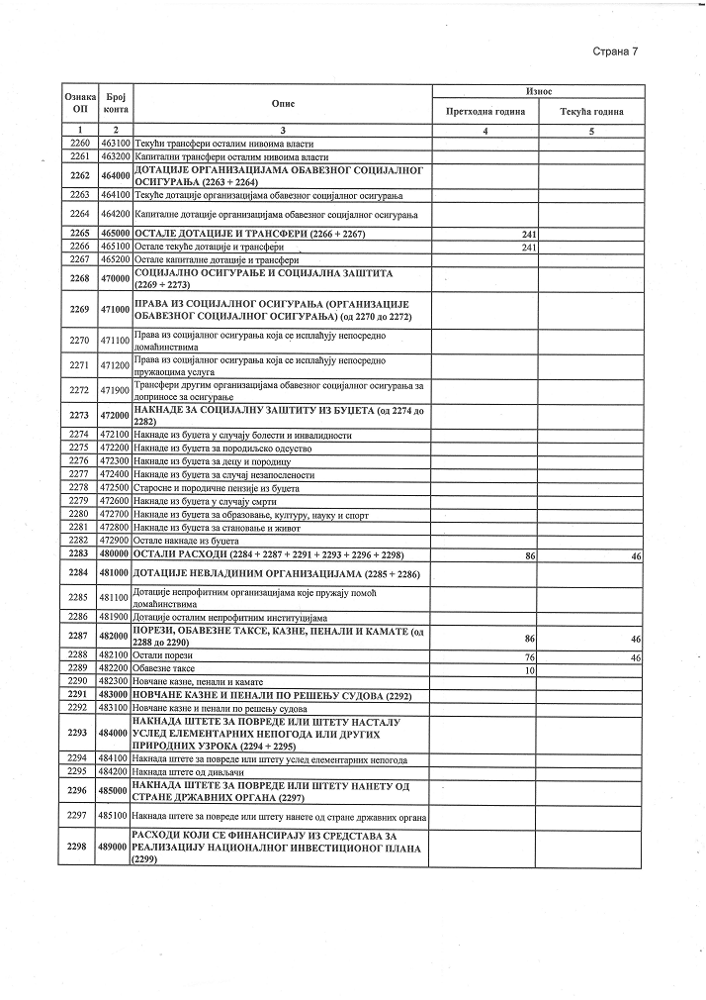 Страна 7
Ознака ОП Број конта Опис Износ
Претходна година Текућа година
1 2 3 4 5
2260 463100 Текући трансфери осталим нивоима власти
2261 463200 Капитални трансфери осталим нивоима власти
2262 464000 ДОТАЦИЈЕ ОРГАНИЗАЦИЈАМА ОБАВЕЗНОГ СОЦИЈАЛНОГ
ОСИГУРАЊА (2263 + 2264)
2263 464100 Текуће дотације организацијама обавезног социјалног осигурања
2264 464200 Капиталне дотације организацијама обавезног социјалног осигурања
2265 465000 ОСТАЛЕ ДОТАЦИЈЕ И ТРАНСФЕРИ (2266 + 2267) 241
2266 465100 Остале текуће дотације и трансфери 241
2267 465200 Остале капиталне дотације и трансфери
2268 470000 СОЦИЈАЛНО ОСИГУРАЊЕ И СОЦИЈАЛНА ЗАШТИТА
(2269 + 2273)
2269 471000 ПРАВА ИЗ СОЦИЈАЛНОГ ОСИГУРАЊА (ОРГАНИЗАЦИЈЕ
ОБАВЕЗНОГ СОЦИЈАЛНОГ ОСИГУРАЊА) (од 2270 до 2272)
2270 471100 Права из социјалног осигурања која се исплаћују непосредно
домаћинствима
2271 471200 Права из социјалног осигурања која се исплаћују непосредно
пружаоцима услуга
2272 471900 Трансфери другим организацијама обавезног социјалног осигурања за
доприносе за осигурање
2273 472000 НАКНАДЕ ЗА СОЦИЈАЛНУ ЗАШТИТУ ИЗ БУЏЕТА (од 2274 до
2282)
2274 472100 Накнаде из буџета у случају болести и инвалидности
2275 472200 Накнаде из буџета за породиљско одсуство
2276 472300 Накнаде из буџета за децу и породицу
2277 472400 Накнаде из буџета за случај незапослености
2278 472500 Старосне и породичне пензије из буџета
2279 472600 Накнаде из буџета у случају смрти
2280 472700 Накнаде из буџета за образовање, културу, науку и спорт
2281 472800 Накнаде из буџета за становање и живот
2282 472900 Остале накнаде из буџета
2283 480000 ОСТАЛИ РАСХОДИ (2284 + 2287 + 2291 + 2293 + 2296 + 2298) 86 46
2284 481000 ДОТАЦИЈЕ НЕВЛАДИНИМ ОРГАНИЗАЦИЈАМА (2285 + 2286)
2285 481100 Дотације непрофитним организацијама које пружају помоћ
домаћинствима
2286 481900 Дотације осталим непрофитним институцијама
2287 482000 ПОРЕЗИ, ОБАВЕЗНЕ ТАКСЕ, КАЗНЕ, ПЕНАЛИ И КАМАТЕ (од
2288 до 2290) 86 46
2288 482100 Остали порези 76 46
2289 482200 Обавезне таксе 10
2290 482300 Новчане казне, пенали и камате
2291 483000 НОВЧАНЕ КАЗНЕ И ПЕНАЛИ ПО РЕШЕЊУ СУДОВА (2292)
2292 483100 Новчане казне и пенали по решењу судова
2293 484000 НАКНАДА ШТЕТЕ ЗА ПОВРЕДЕ ИЛИ ШТЕТУ НАСТАЛУ
УСЛЕД ЕЛЕМЕНТАРНИХ НЕПОГОДА ИЛИ ДРУГИХ
ПРИРОДНИХ УЗРОКА (2294 + 2295)
2294 484100 Накнада штете за повреде или штету услед елементарних непогода
2295 484200 Накнада штете од дивљачи
2296 485000 НАКНАДА ШТЕТЕ ЗА ПОВРЕДЕ ИЛИ ШТЕТУ НАНЕТУ ОД
СТРАНЕ ДРЖАВНИХ ОРГАНА (2297)
2297 485100 Накнада штете за повреде или штету нанете од стране државних органа
2298 489000 РАСХОДИ КОЈИ СЕ ФИНАНСИРАЈУ ИЗ СРЕДСТАВА ЗА
РЕАЛИЗАЦИЈУ НАЦИОНАЛНОГ ИНВЕСТИЦИОНОГ ПЛАНА
(2299)